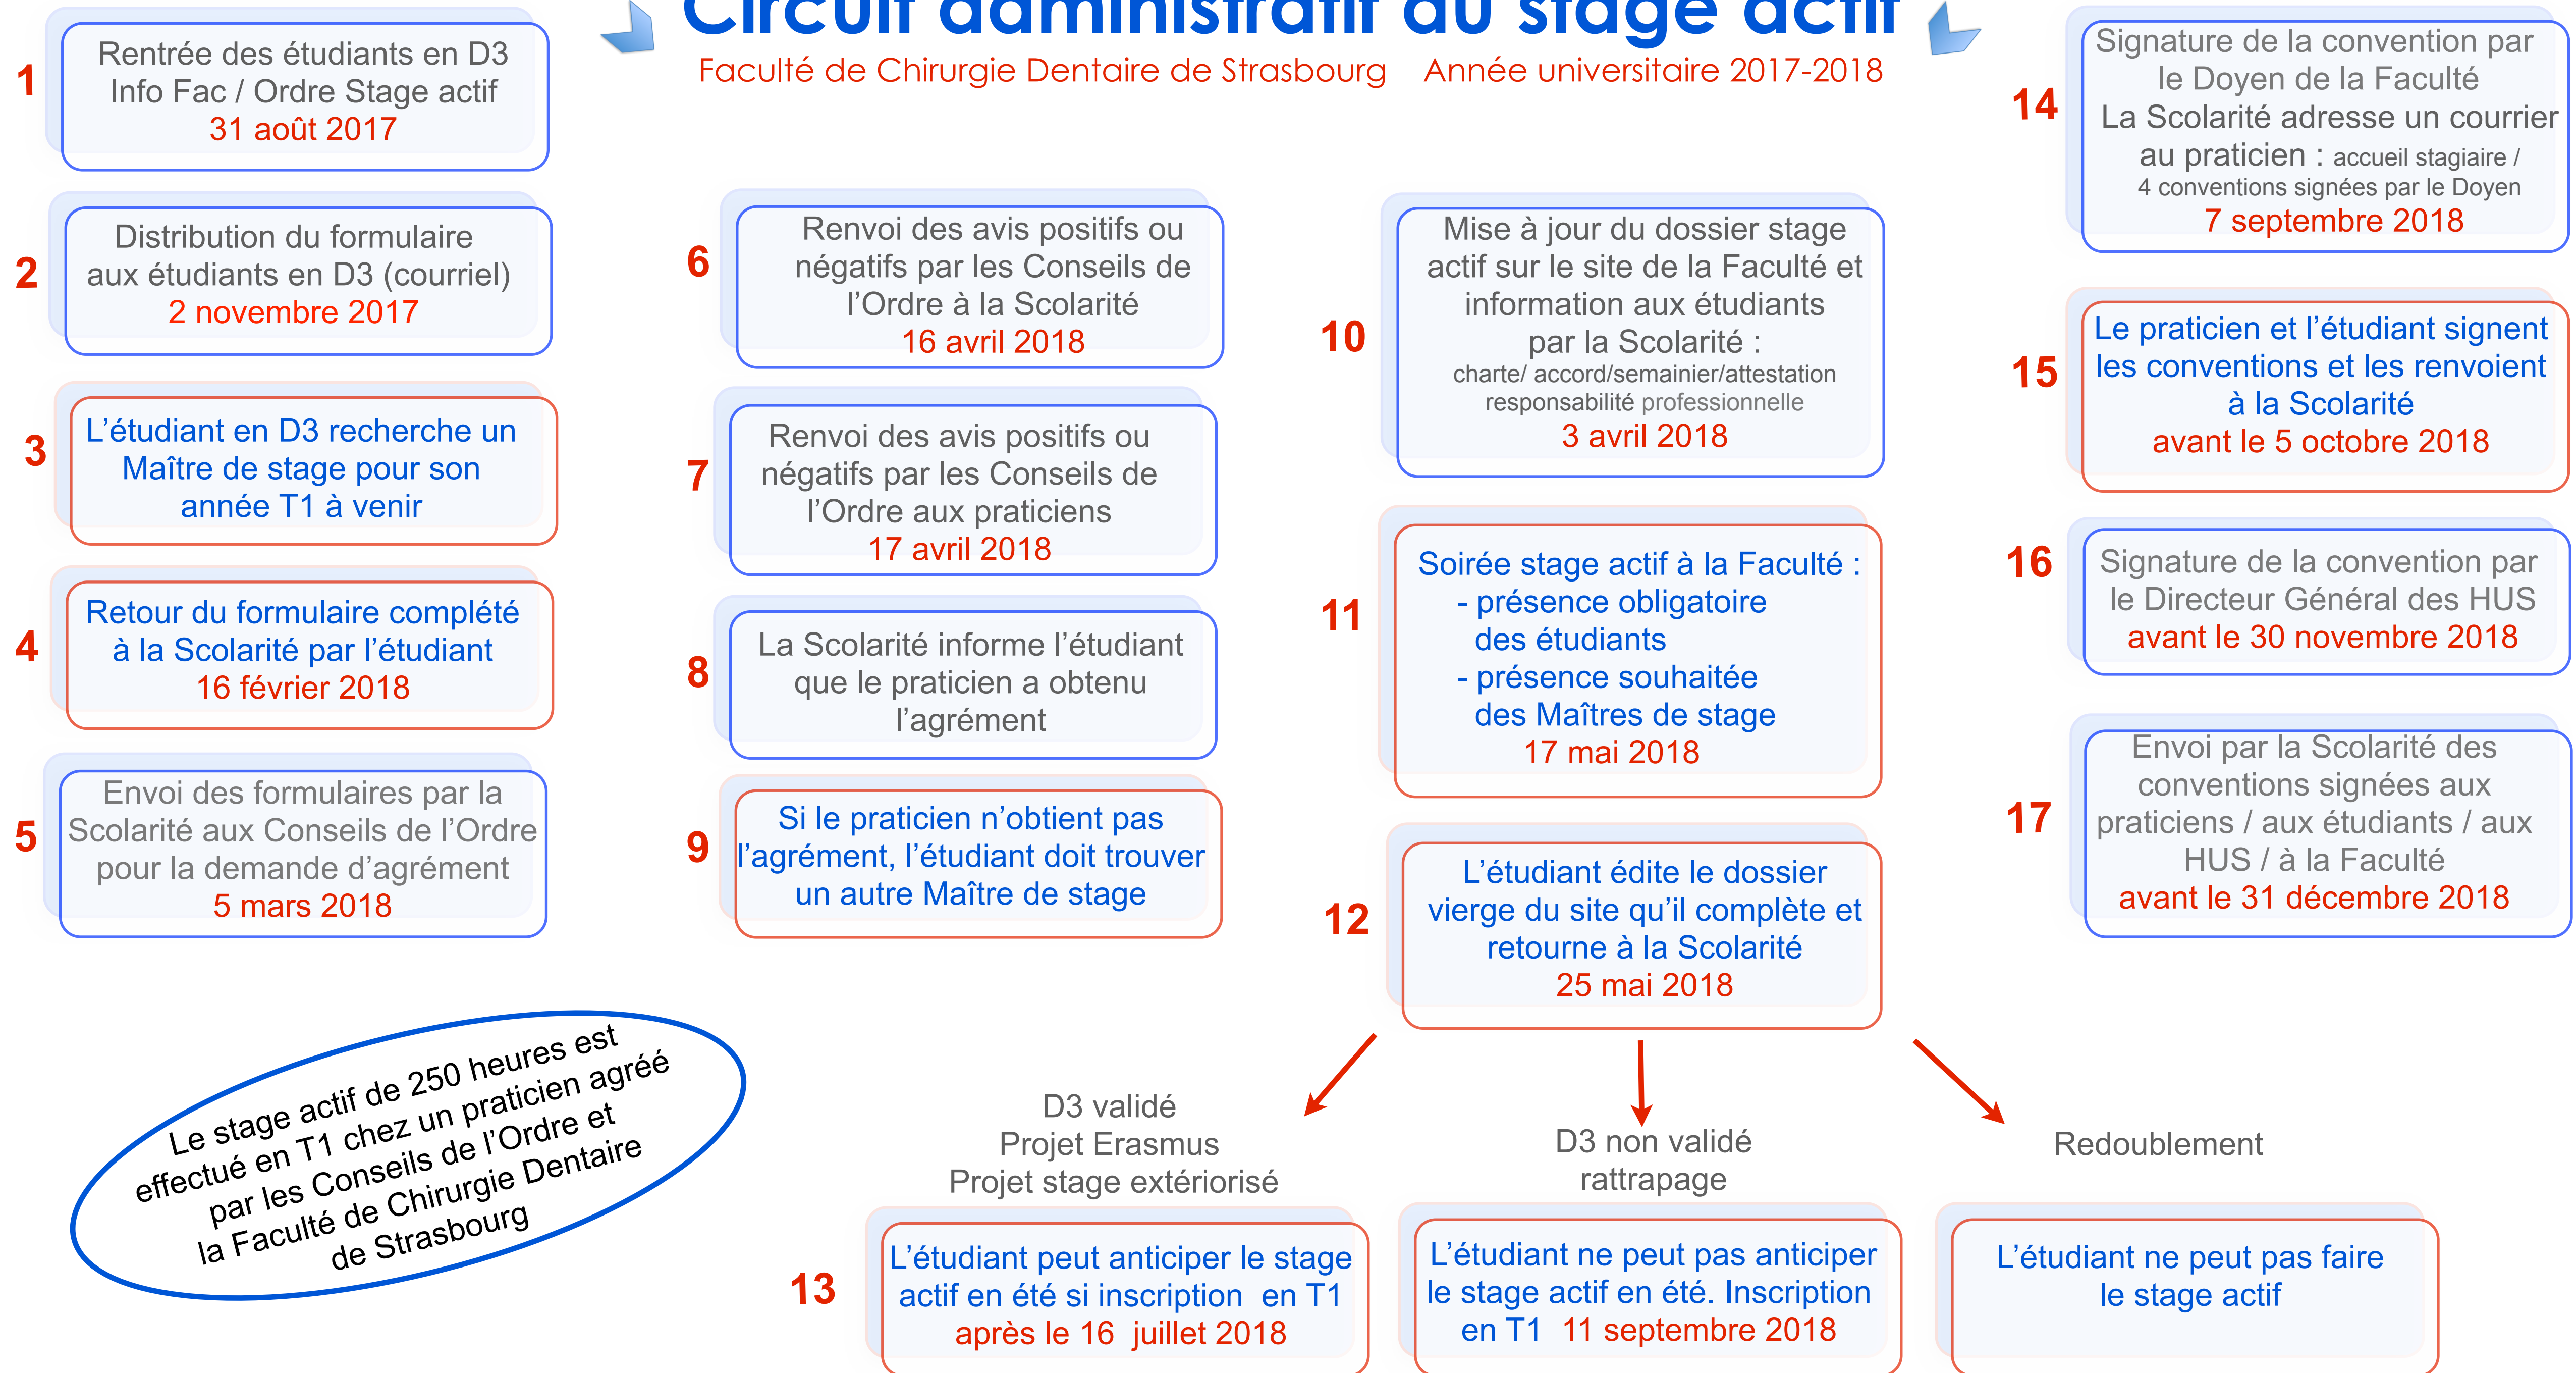 Circuit administratif du stage actif
Faculté de Chirurgie Dentaire de Strasbourg Année universitaire 2017-2018
1
Rentrée des étudiants en D3
Info Fac / Ordre Stage actif
31 août 2017
2
Distribution du formulaire
aux étudiants en D3 (courriel)
2 novembre 2017
3
L'étudiant en D3 recherche un
Maître de stage pour son
année T1 à venir
4
Retour du formulaire complété
à la Scolarité par l'étudiant
16 février 2018
5
Envoi des formulaires par la
Scolarité aux Conseils de l'Ordre
pour la demande d'agrément
5 mars 2018
6
Renvoi des avis positifs ou
négatifs par les Conseils de
l'Ordre à la Scolarité
16 avril 2018
7
Renvoi des avis positifs ou
négatifs par les Conseils de
l'Ordre aux praticiens
17 avril 2018
8
La Scolarité informe l'étudiant
que le praticien a obtenu
l'agrément
9
Si le praticien n'obtient pas
l'agrément, l'étudiant doit trouver
un autre Maître de stage
10
Mise à jour du dossier stage
actif sur le site de la Faculté et
information aux étudiants
par la Scolarité :
charte/ accord/semainier/attestation
responsabilité professionnelle
3 avril 2018
11
Soirée stage actif à la Faculté :
- présence obligatoire
des étudiants
- présence souhaitée
des Maîtres de stage
17 mai 2018
12
L'étudiant édite le dossier
vierge du site qu'il complète et
retourne à la Scolarité
25 mai 2018
D3 validé
Projet Erasmus
Projet stage extériorisé
D3 non validé
rattrapage
Redoublement
13
L'étudiant peut anticiper le stage
actif en été si inscription en T1
après le 16 juillet 2018
L'étudiant ne peut pas anticiper
le stage actif en été. Inscription
en T1 11 septembre 2018
L'étudiant ne peut pas faire
le stage actif
14
Signature de la convention par
le Doyen de la Faculté
La Scolarité adresse un courrier
au praticien : accueil stagiaire /
4 conventions signées par le Doyen
7 septembre 2018
15
Le praticien et l'étudiant signent
les conventions et les renvoient
à la Scolarité
avant le 5 octobre 2018
16
Signature de la convention par
le Directeur Général des HUS
avant le 30 novembre 2018
17
Envoi par la Scolarité des
conventions signées aux
praticiens / aux étudiants / aux
HUS / à la Faculté
avant le 31 décembre 2018
Le stage actif de 250 heures est
effectué en T1 chez un praticien agréé
par les Conseils de l'Ordre et
la Faculté de Chirurgie Dentaire
de Strasbourg